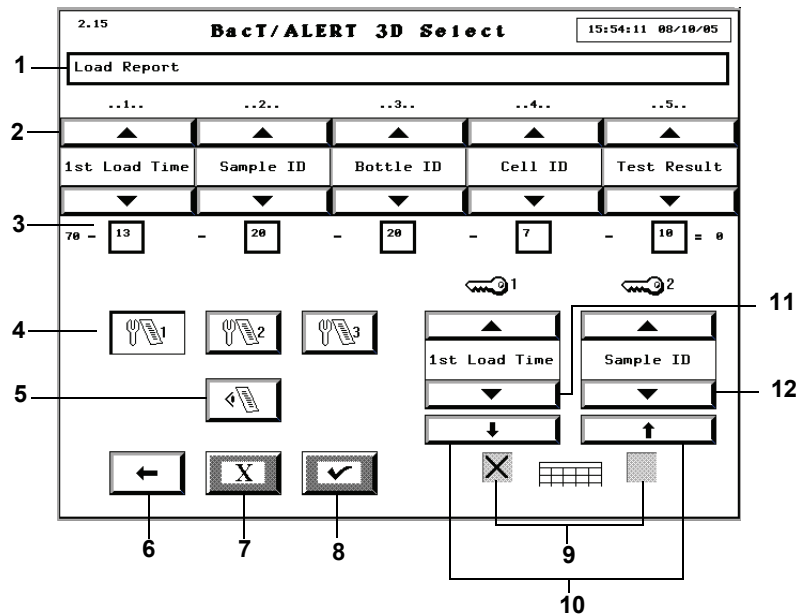 2.15
BacT/ALERT 3D Select
15:54:11 08/10/05
1
Load Report
..1.. ..2.. ..3.. ..4.. ..5..
2
1st Load Time Sample ID Bottle ID Cell ID Test Result
3
70 - 13 - 20 - 20 - 7 - 10 = 0
1 2
11
4
1 2 3
1st Load Time Sample ID
5
12
X
6 7 8 9
10